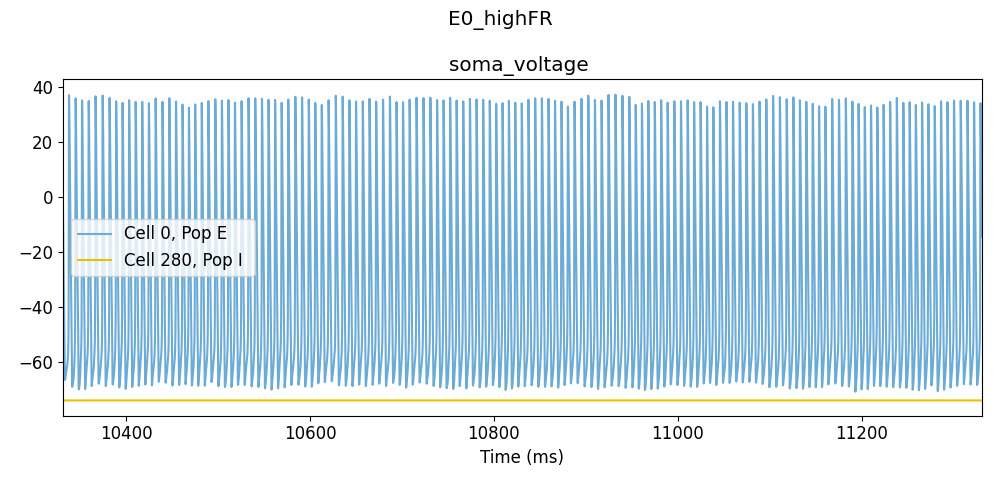 E0_highFR
soma_voltage
40
20
0
−20
−40
−60
Cell 0, Pop E
Cell 280, Pop I
10400 10600 10800 11000 11200
Time (ms)